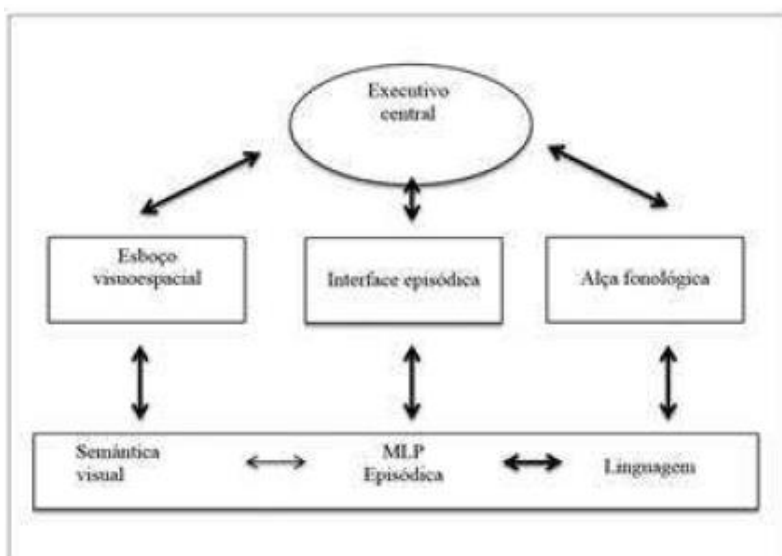 Executivo
central
Esboço
visuoespacial
Interface episódica
Alça fonológica
Semântica
visual
MLP
Episódica
Linguagem